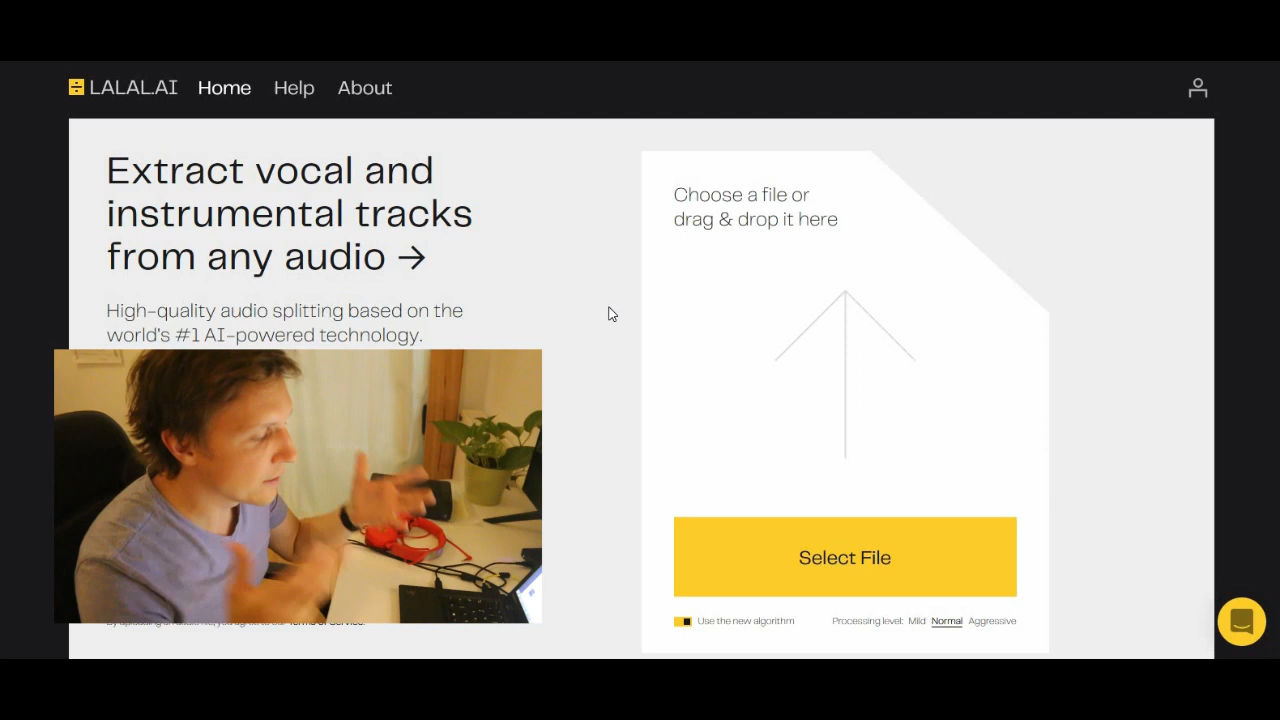 LALAL.AI Home Help About
Extract vocal and
instrumental tracks
from any audio →
High-quality audio splitting based on the
world's #1 AI-powered technology.
Choose a file or
drag & drop it here
Select File
Use the new algorithm
Processing level: Mild Normal Aggressive